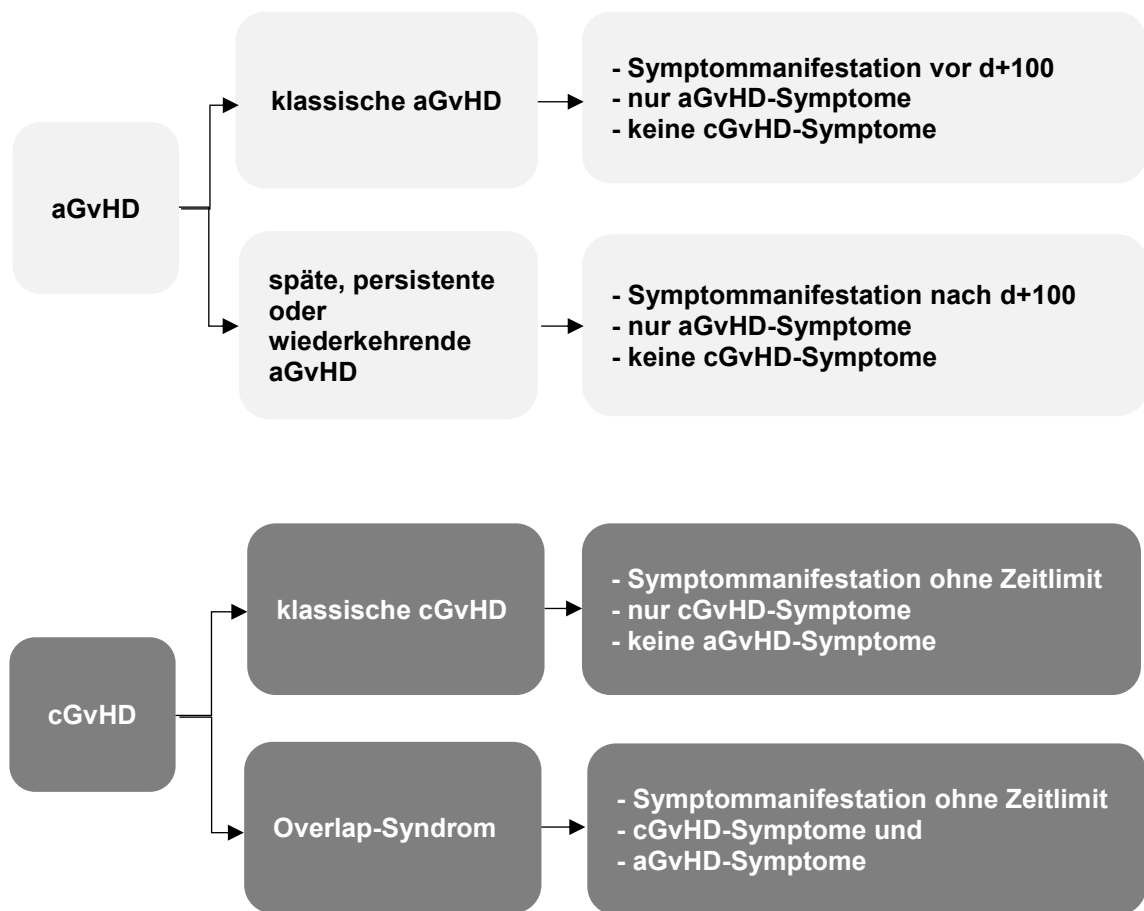 aGvHD
klassische aGvHD
- Symptommanifestation vor d+100
- nur aGvHD-Symptome
- keine cGvHD-Symptome
späte, persistente
oder
wiederkehrende
aGvHD
- Symptommanifestation nach d+100
- nur aGvHD-Symptome
- keine cGvHD-Symptome
cGvHD
klassische cGvHD
- Symptommanifestation ohne Zeitlimit
- nur cGvHD-Symptome
- keine aGvHD-Symptome
Overlap-Syndrom
- Symptommanifestation ohne Zeitlimit
- cGvHD-Symptome und
- aGvHD-Symptome